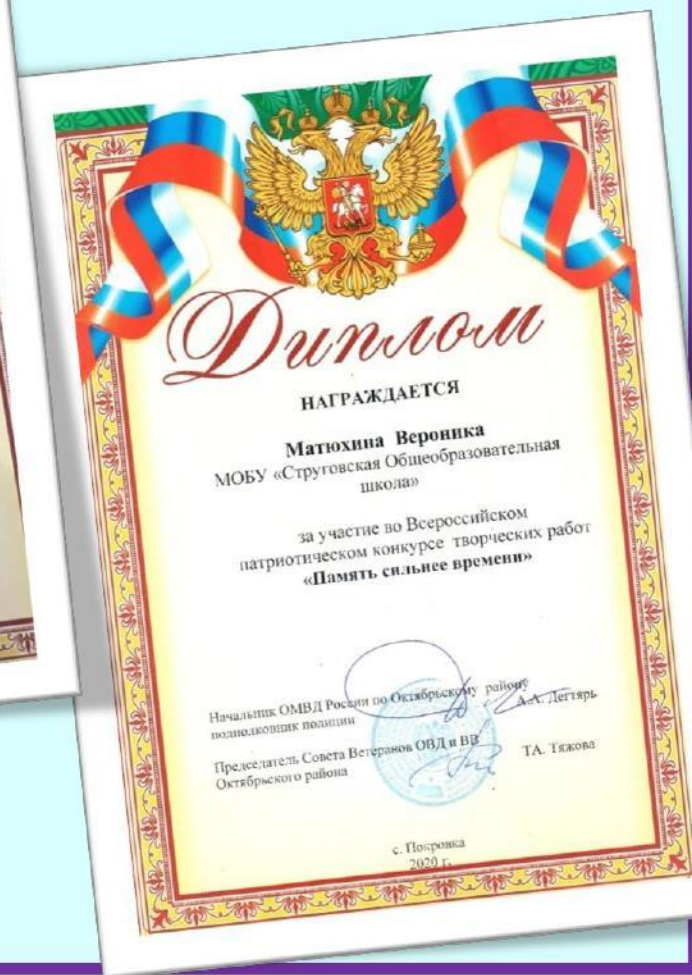 Диплом
НАГРАЖДАЕТСЯ
Матюхина Вероника
МОБУ «Струговская Общеобразовательная
школа»
за участие во Всероссийском
патриотическом конкурсе творческих работ
«Память сильнее времени»
Начальник ОМВД России по Октябрьскому району
подполковник полиции А.А. Дегтярь
Председатель Совета Ветеранов ОВД и ВВ
Октябрьского района ТА. Тяжова
с. Покровка
2020 г.